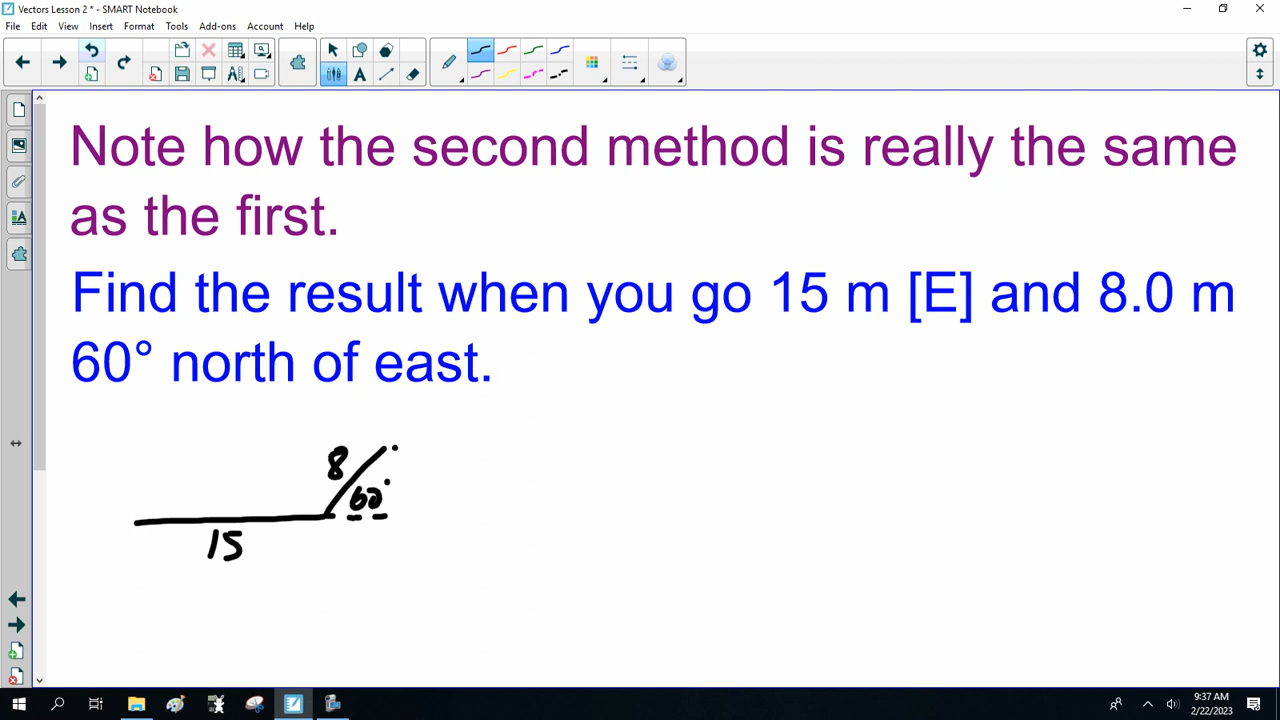 Vectors Lesson 2 * - SMART Notebook
File Edit View Insert Format Tools Add-ons Account Help
Note how the second method is really the same
as the first.
Find the result when you go 15 m [E] and 8.0 m
60° north of east.
8
60°
15
9:37 AM
2/22/2023